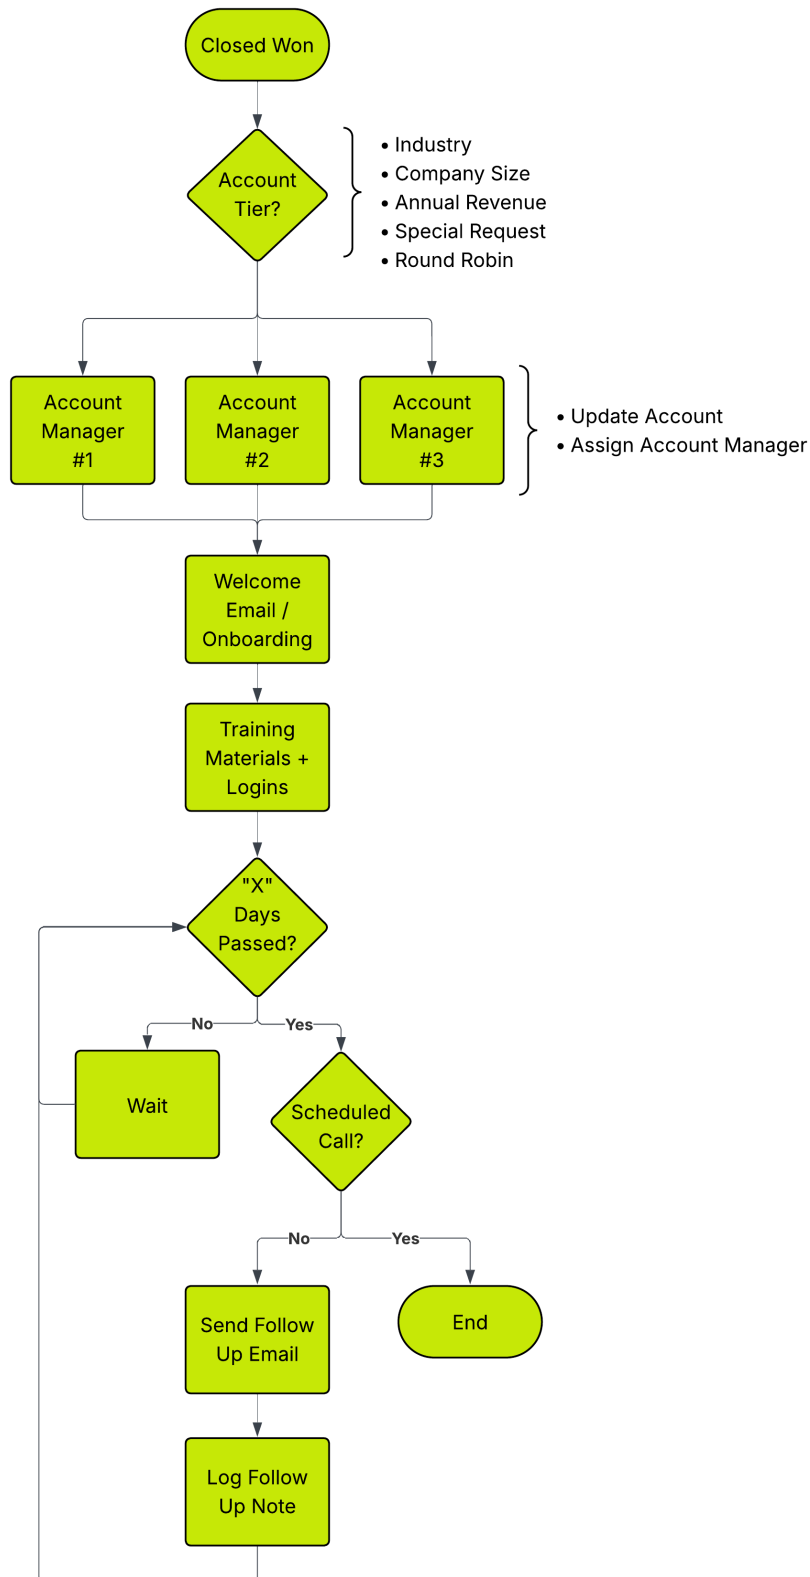 Closed Won
Account
Tier?
• Industry
• Company Size
• Annual Revenue
• Special Request
• Round Robin
Account
Manager
#1
Account
Manager
#2
Account
Manager
#3
• Update Account
• Assign Account Manager
Welcome
Email /
Onboarding
Training
Materials +
Logins
"X"
Days
Passed?
No
Yes
Wait
Scheduled
Call?
No
Yes
Send Follow
Up Email
End
Log Follow
Up Note